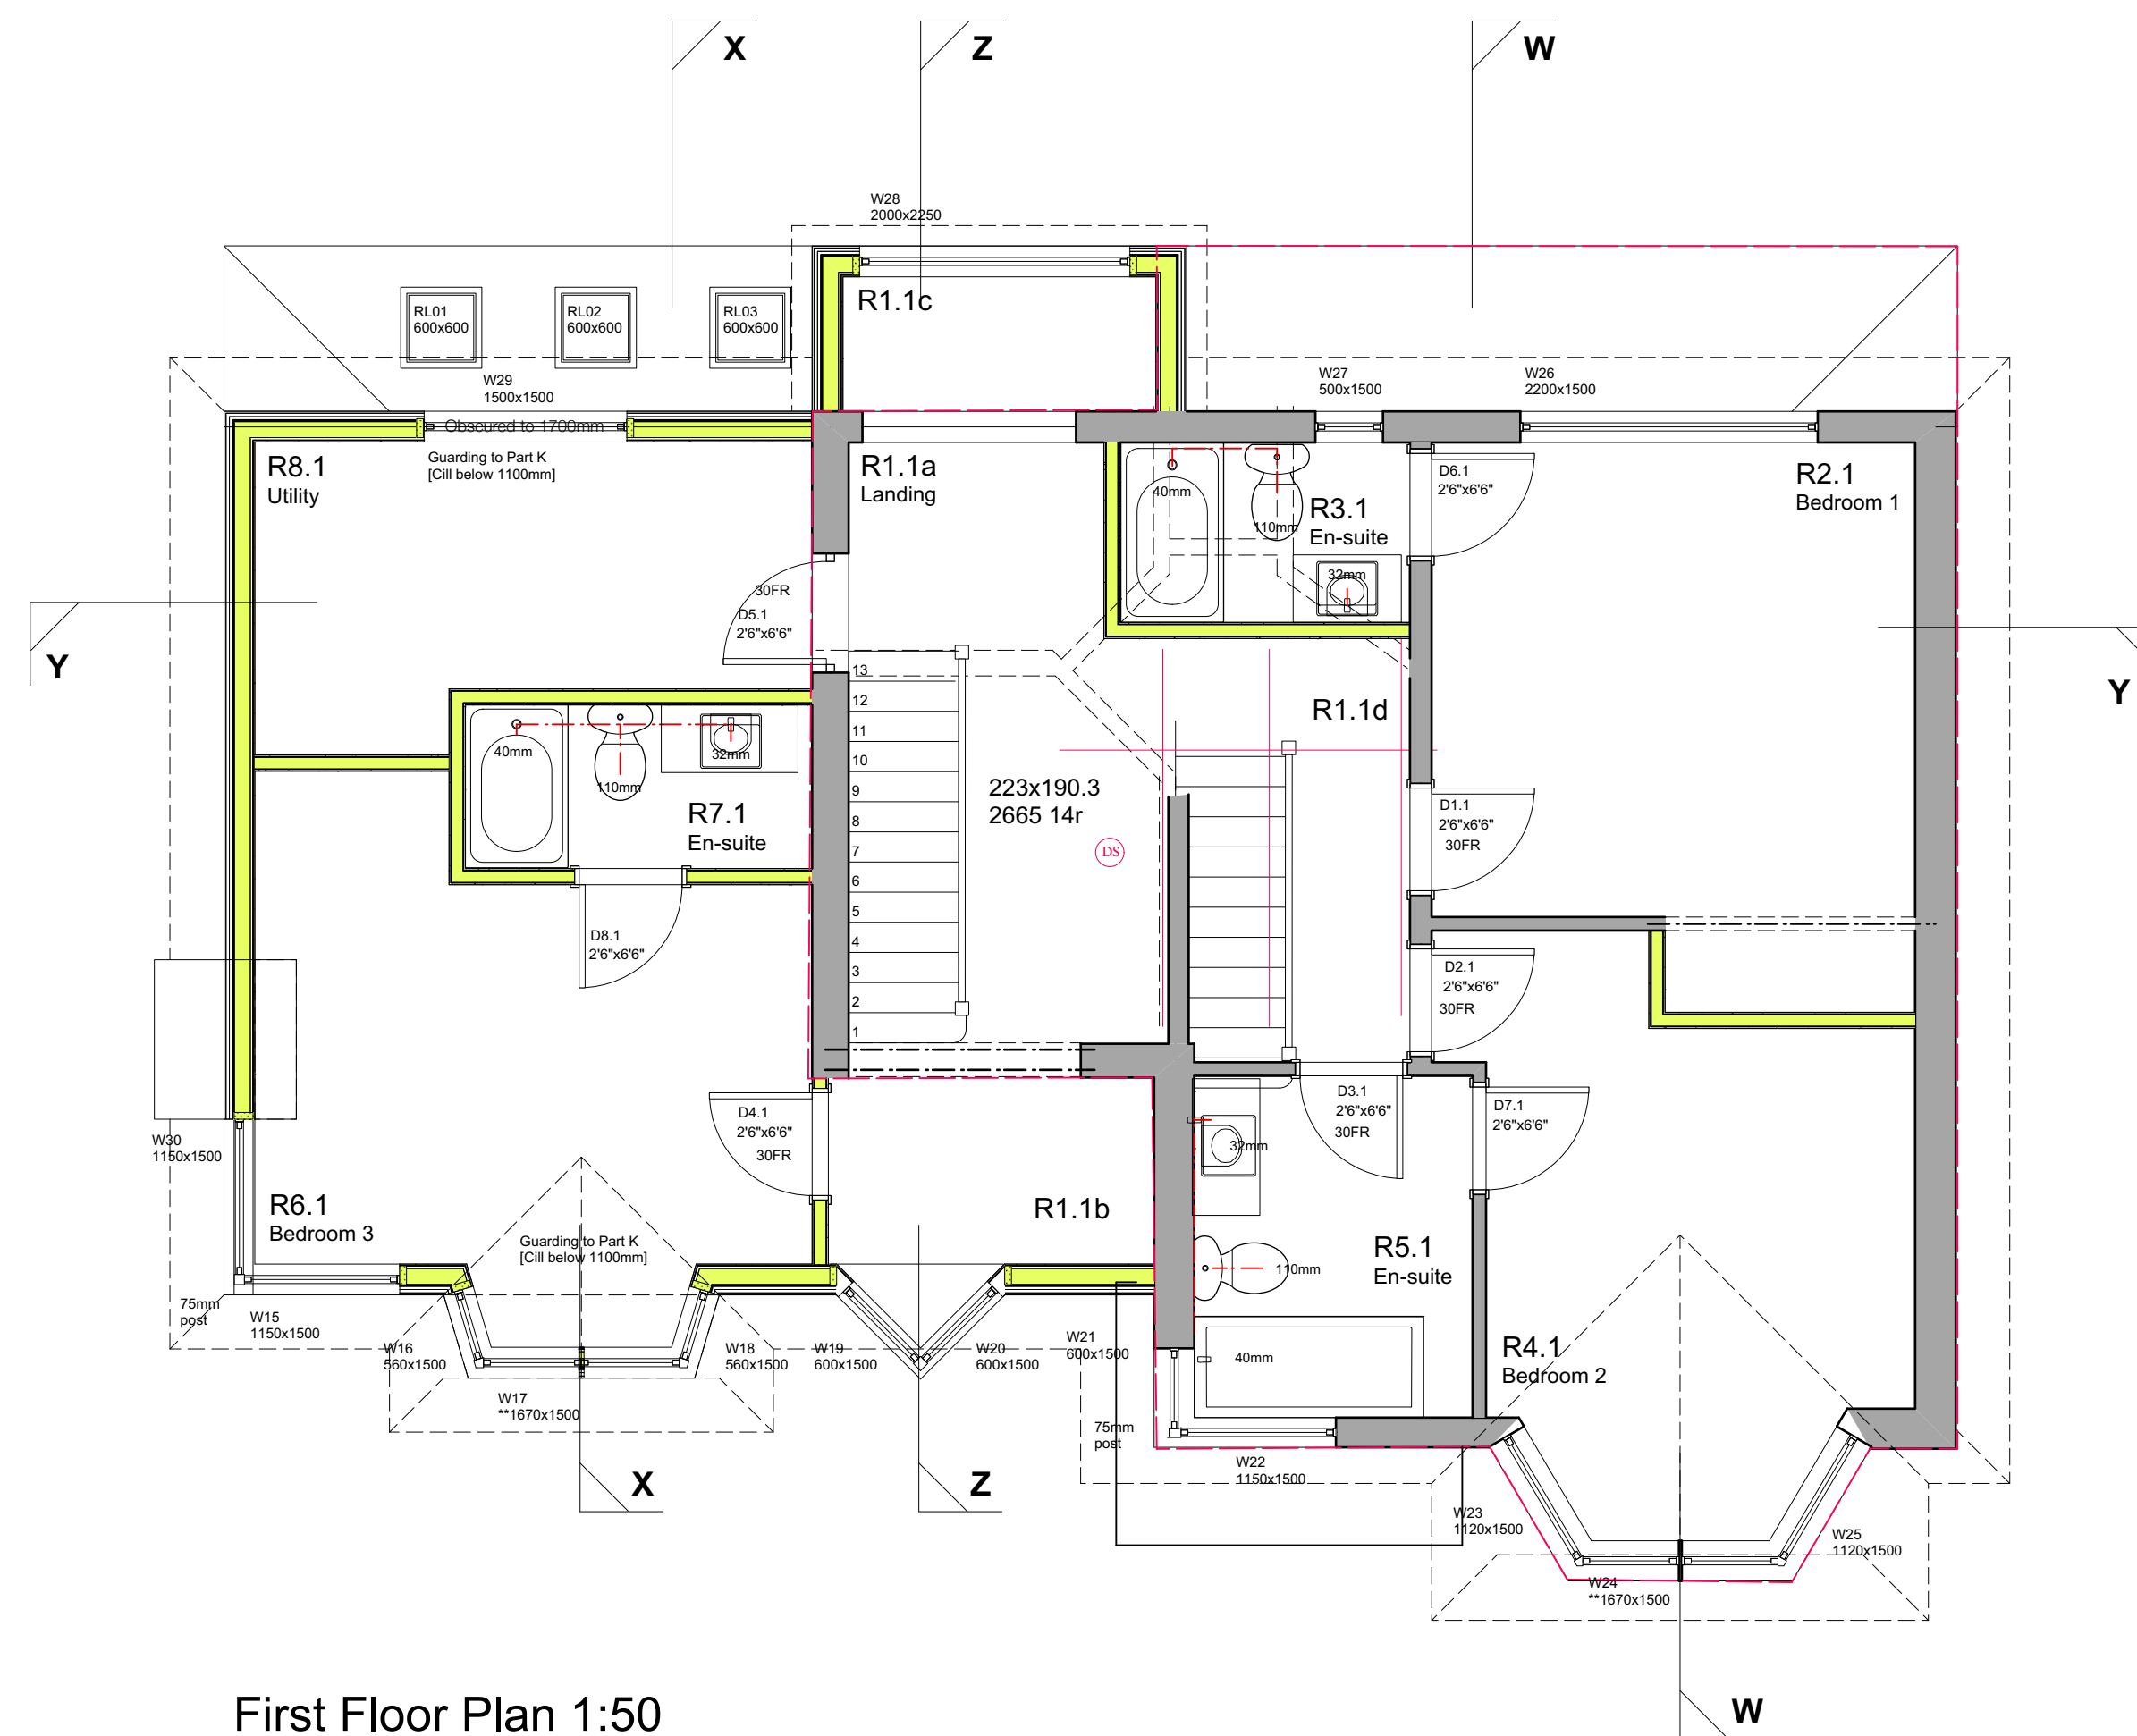 X
Z
W
W28
2000x2250
R1.1c
RL01
600x600
RL02
600x600
RL03
600x600
W29
1500x1500
W27
500x1500
W26
2200x1500
Obscured to 1700mm
Guarding to Part K
[Cill below 1100mm]
R8.1
Utility
R1.1a
Landing
40mm
110mm
R3.1
En-suite
32mm
D6.1
2'6"x6'6"
R2.1
Bedroom 1
30FR
D5.1
2'6"x6'6"
Y
Y
13
12
11
10
9
8
7
6
5
4
3
2
1
R1.1d
40mm
110mm
32mm
R7.1
En-suite
223x190.3
2665 14r
DS
D1.1
2'6"x6'6"
30FR
D8.1
2'6"x6'6"
D2.1
2'6"x6'6"
30FR
D4.1
2'6"x6'6"
30FR
D3.1
2'6"x6'6"
30FR
D7.1
2'6"x6'6"
32mm
W30
1150x1500
R6.1
Bedroom 3
Guarding to Part K
[Cill below 1100mm]
R1.1b
110mm
R5.1
En-suite
75mm
post
W15
1150x1500
W16
560x1500
W17
**1670x1500
W18
560x1500
W19
600x1500
W20
600x1500
W21
600x1500
40mm
R4.1
Bedroom 2
75mm
post
W22
1150x1500
X
Z
W23
1120x1500
W25
1120x1500
W24
**1670x1500
W
First Floor Plan 1:50